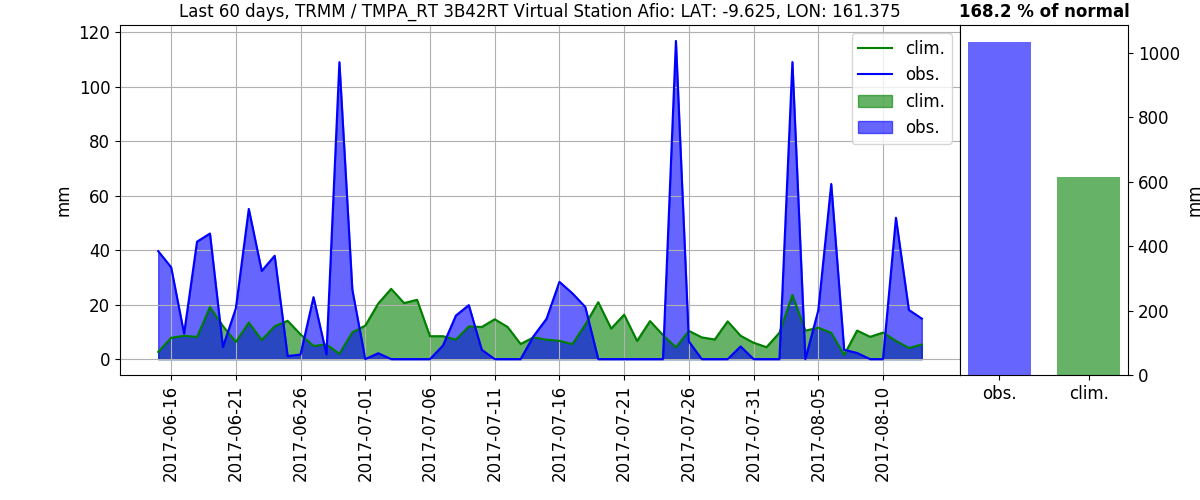 Last 60 days, TRMM / TMPA_RT 3B42RT Virtual Station Afio: LAT: -9.625, LON: 161.375
168.2 % of normal
120
100
80
60
40
20
0
mm
clim.
obs.
clim.
obs.
2017-06-16
2017-06-21
2017-06-26
2017-07-01
2017-07-06
2017-07-11
2017-07-16
2017-07-21
2017-07-26
2017-07-31
2017-08-05
2017-08-10
1000
800
600
400
200
0
mm
obs.
clim.